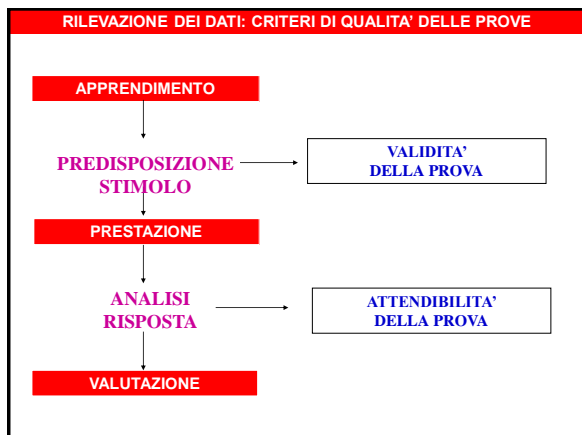 RILEVAZIONE DEI DATI: CRITERI DI QUALITA’ DELLE PROVE
APPRENDIMENTO
PREDISPOSIZIONE
STIMOLO
VALIDITA’
DELLA PROVA
PRESTAZIONE
ANALISI
RISPOSTA
ATTENDIBILITA’
DELLA PROVA
VALUTAZIONE